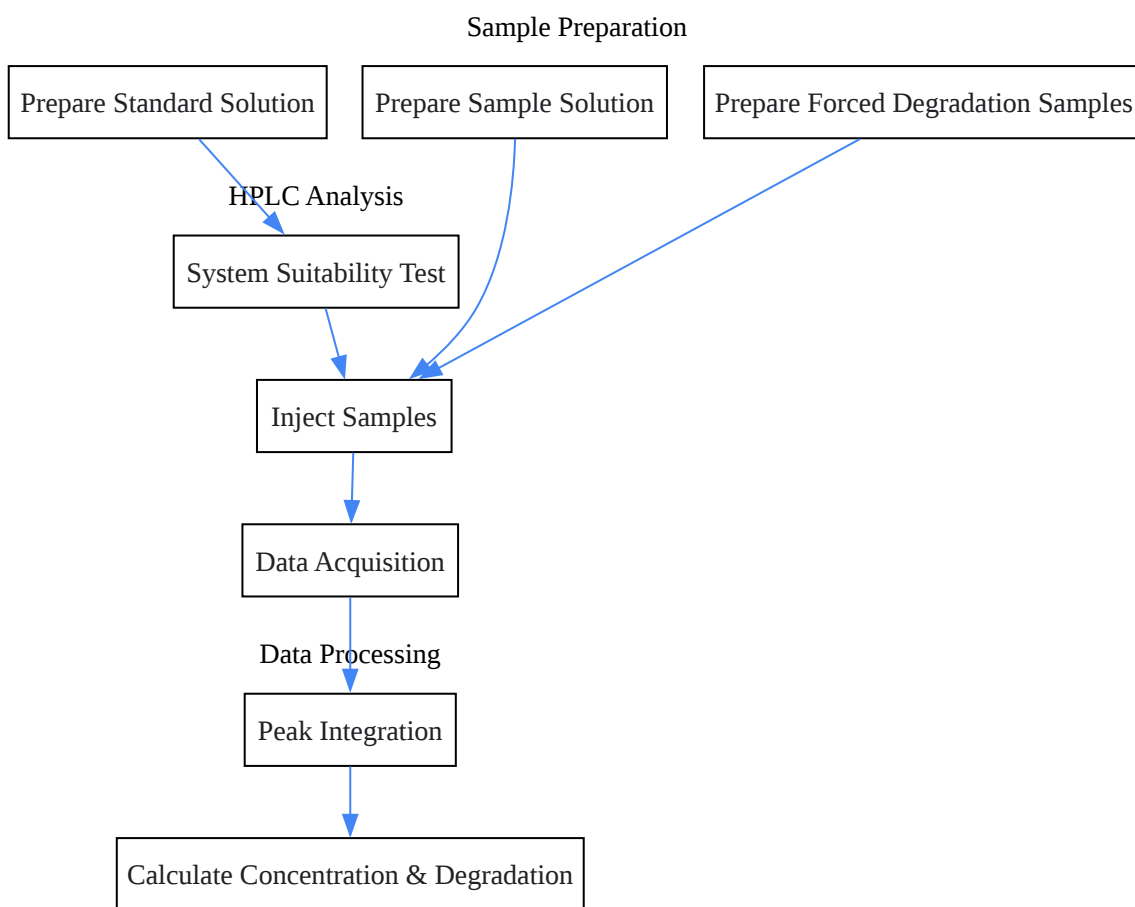 Sample Preparation
Prepare Standard Solution
Prepare Sample Solution
Prepare Forced Degradation Samples
HPLC Analysis
System Suitability Test
Inject Samples
Data Acquisition
Data Processing
Peak Integration
Calculate Concentration & Degradation